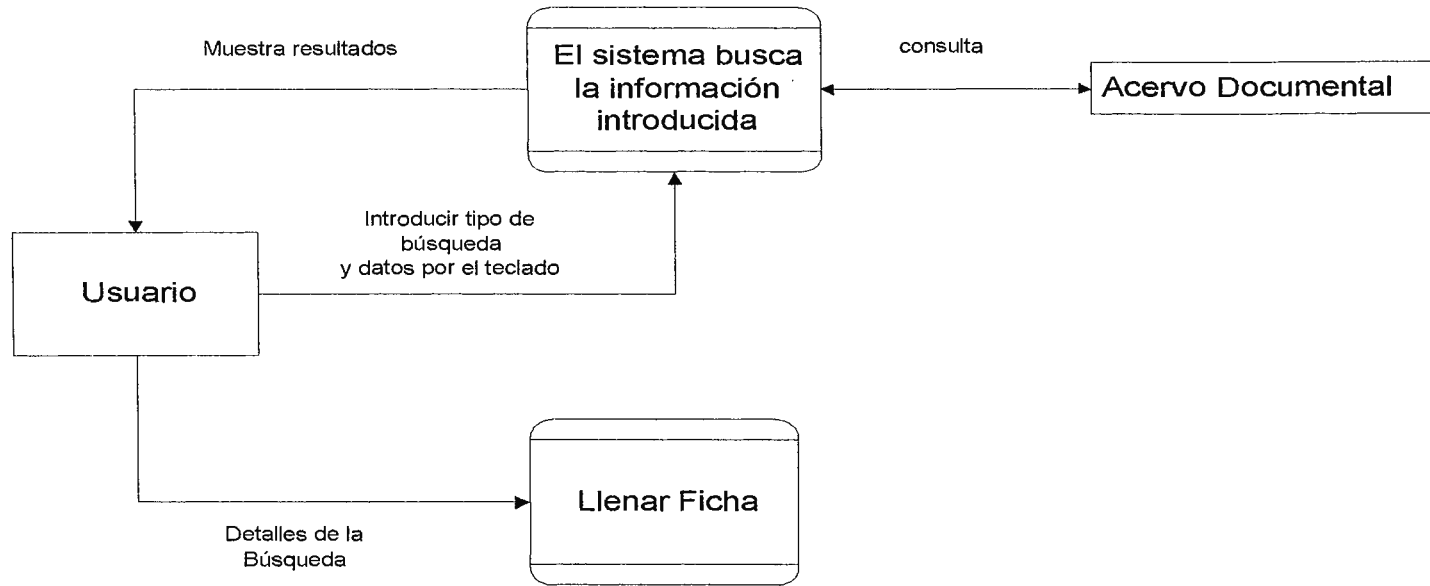 Muestra resultados
El sistema busca
la información
introducida
consulta
Acervo Documental
Introducir tipo de
búsqueda
y datos por el teclado
Usuario
Llenar Ficha
Detalles de la
Búsqueda